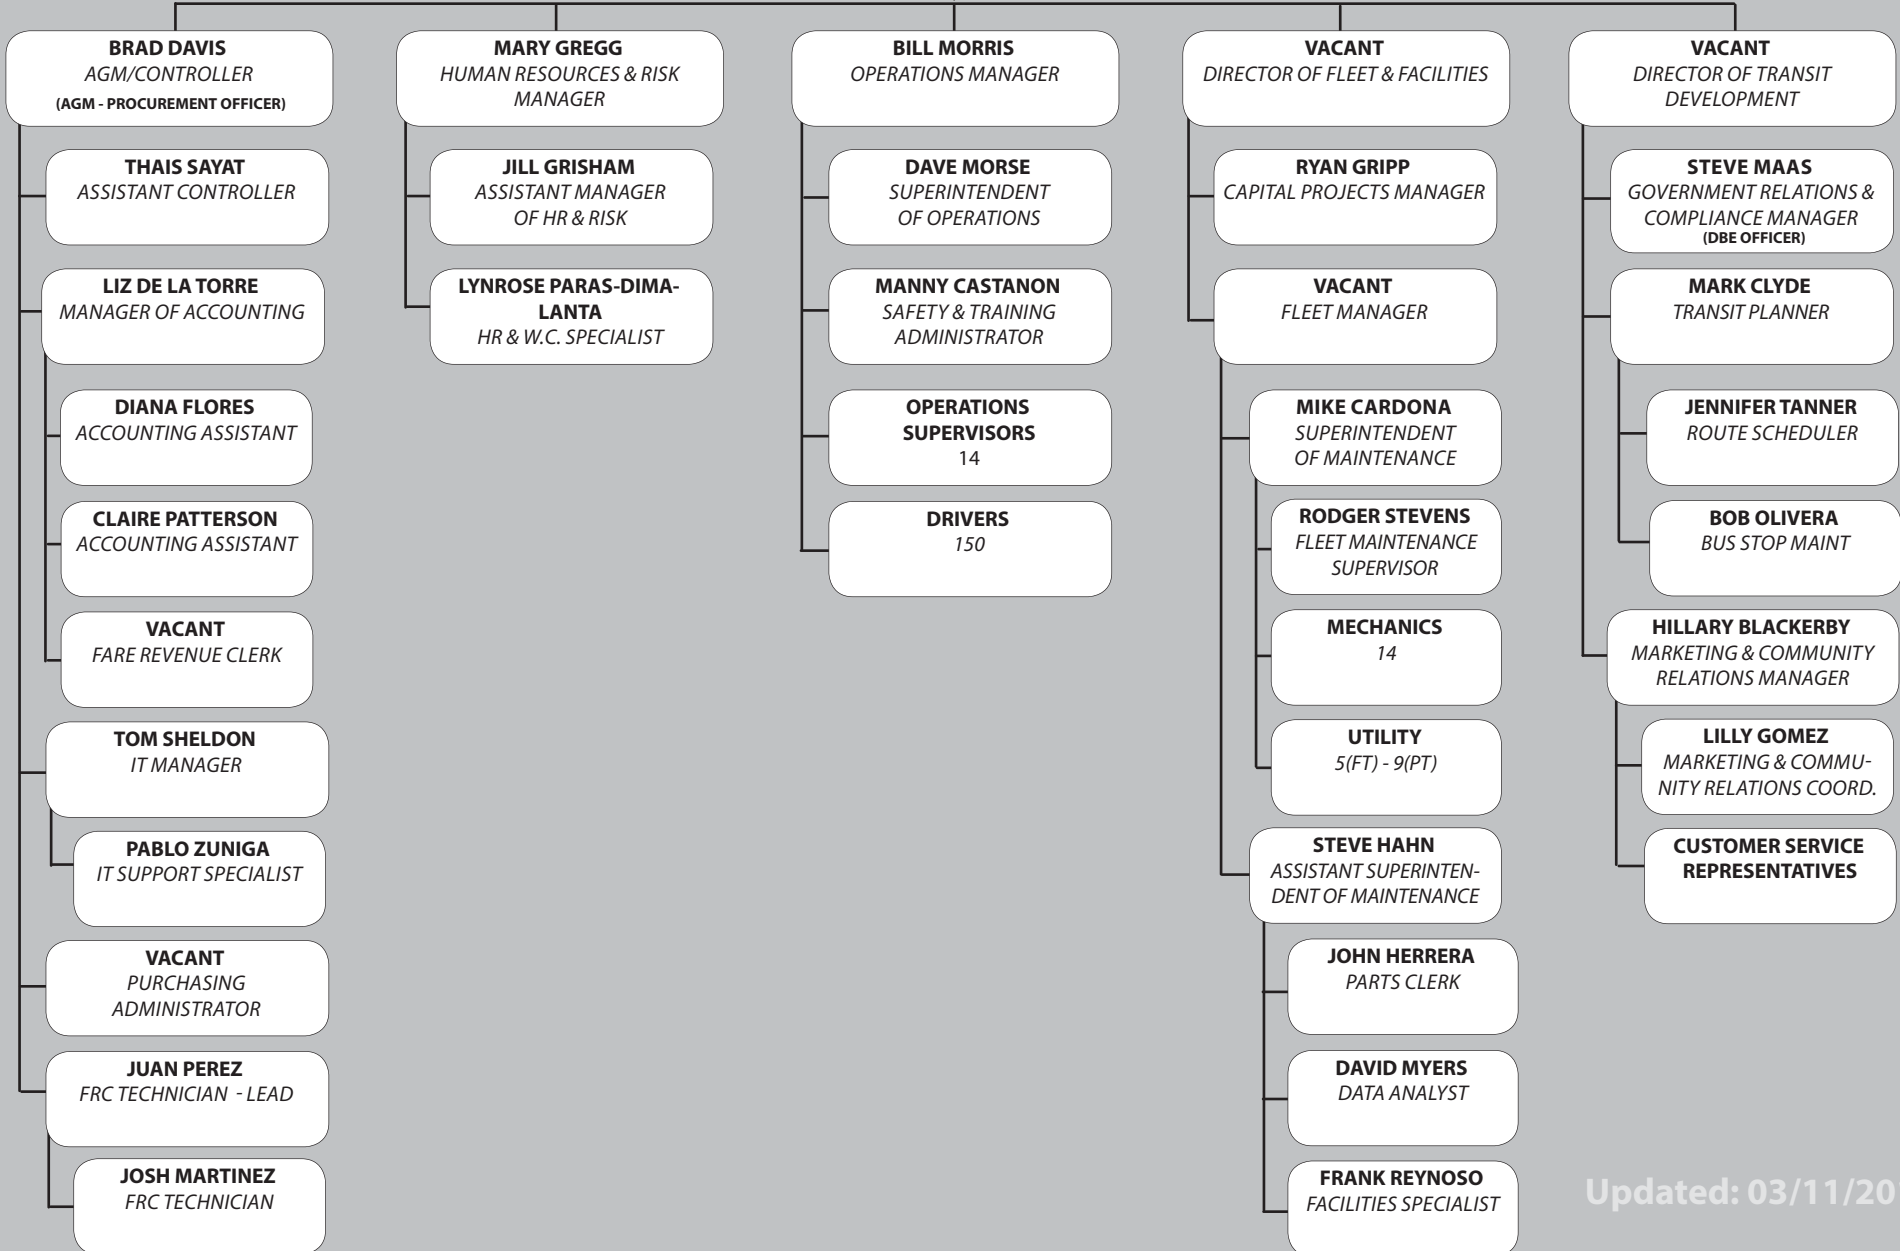 BRAD DAVIS
AGM/CONTROLLER
(AGM - PROCUREMENT OFFICER)
THAIS SAYAT
ASSISTANT CONTROLLER
LIZ DE LA TORRE
MANAGER OF ACCOUNTING
DIANA FLORES
ACCOUNTING ASSISTANT
CLAIRE PATTERSON
ACCOUNTING ASSISTANT
VACANT
FARE REVENUE CLERK
TOM SHELDON
IT MANAGER
PABLO ZUNIGA
IT SUPPORT SPECIALIST
VACANT
PURCHASING
ADMINISTRATOR
JUAN PEREZ
FRC TECHNICIAN - LEAD
JOSH MARTINEZ
FRC TECHNICIAN
MARY GREGG
HUMAN RESOURCES & RISK
MANAGER
JILL GRISHAM
ASSISTANT MANAGER
OF HR & RISK
LYNROSE PARAS-DIMA-
LANTA
HR & W.C. SPECIALIST
BILL MORRIS
OPERATIONS MANAGER
DAVE MORSE
SUPERINTENDENT
OF OPERATIONS
MANNY CASTANON
SAFETY & TRAINING
ADMINISTRATOR
OPERATIONS
SUPERVISORS
14
DRIVERS
150
VACANT
DIRECTOR OF FLEET & FACILITIES
RYAN GRIPP
CAPITAL PROJECTS MANAGER
VACANT
FLEET MANAGER
MIKE CARDONA
SUPERINTENDENT
OF MAINTENANCE
RODGER STEVENS
FLEET MAINTENANCE
SUPERVISOR
MECHANICS
14
UTILITY
5(FT) - 9(PT)
STEVE HAHN
ASSISTANT SUPERINTEN-
DENT OF MAINTENANCE
JOHN HERRERA
PARTS CLERK
DAVID MYERS
DATA ANALYST
FRANK REYNOSO
FACILITIES SPECIALIST
VACANT
DIRECTOR OF TRANSIT
DEVELOPMENT
STEVE MAAS
GOVERNMENT RELATIONS &
COMPLIANCE MANAGER
(DBE OFFICER)
MARK CLYDE
TRANSIT PLANNER
JENNIFER TANNER
ROUTE SCHEDULER
BOB OLIVERA
BUS STOP MAINT
HILLARY BLACKERBY
MARKETING & COMMUNITY
RELATIONS MANAGER
LILLY GOMEZ
MARKETING & COMMU-
NITY RELATIONS COORD.
CUSTOMER SERVICE
REPRESENTATIVES
Updated: